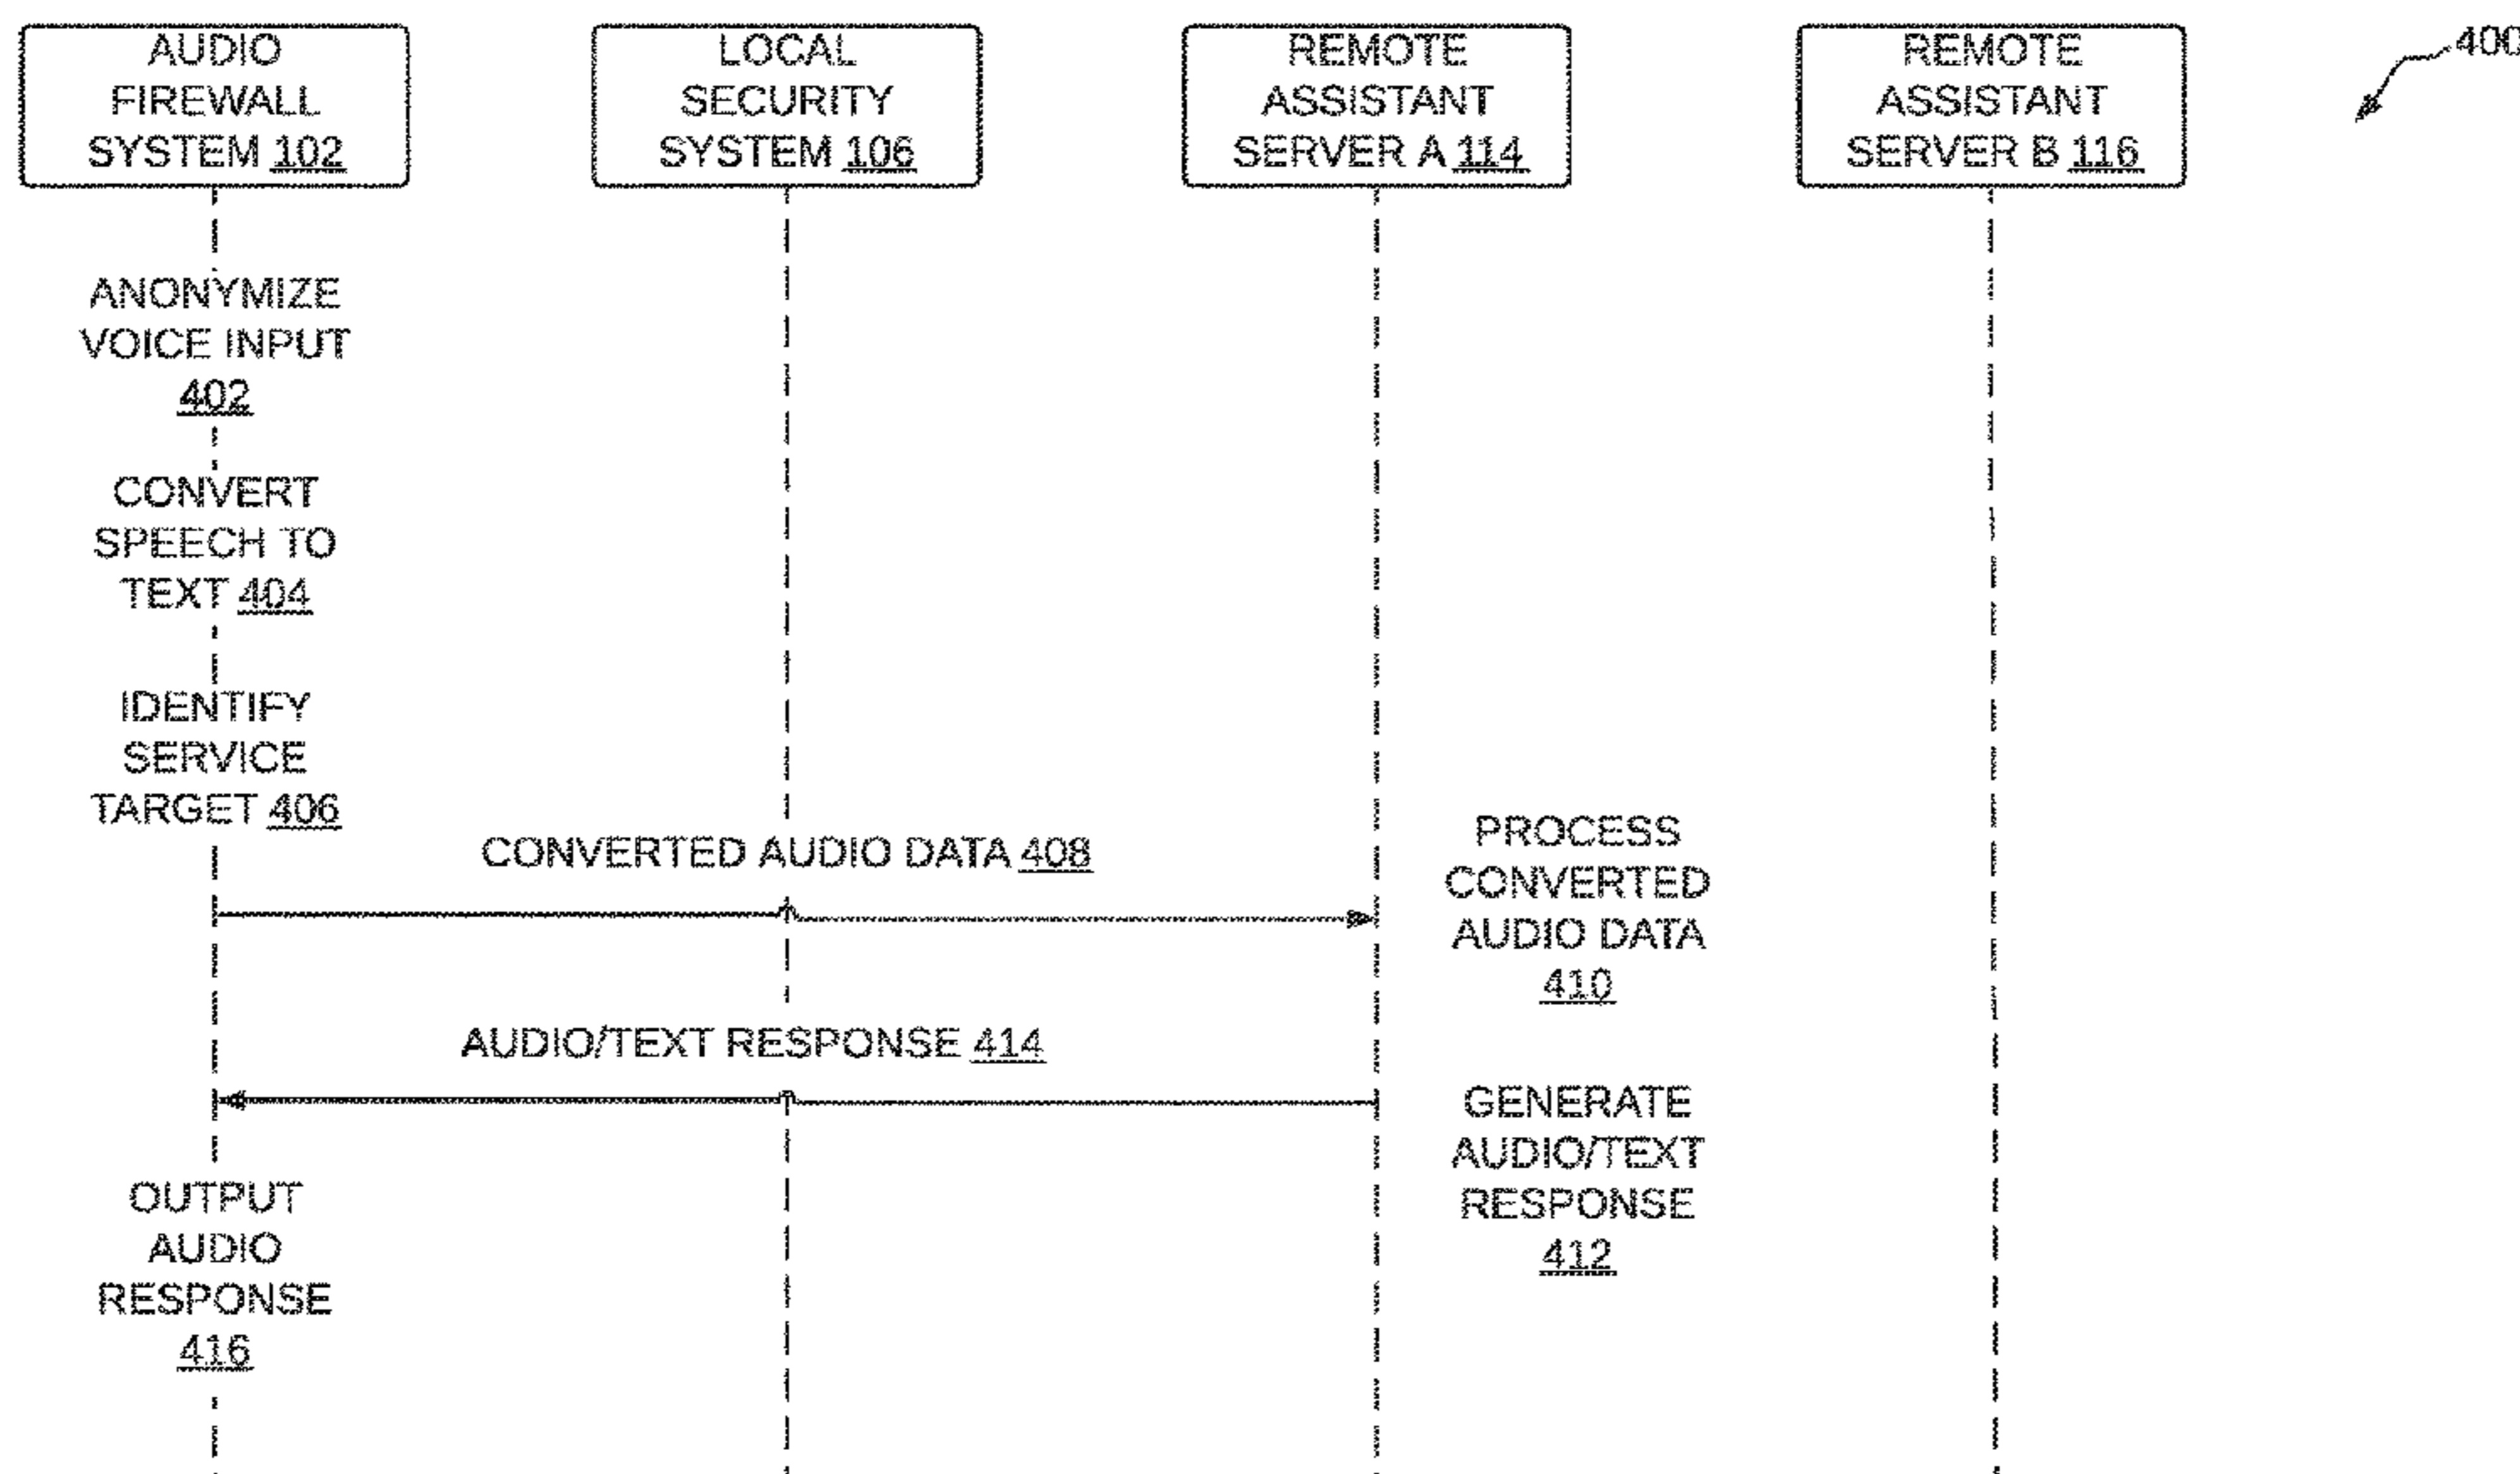 AUDIO
FIREWALL
SYSTEM 102
LOCAL
SECURITY
SYSTEM 106
REMOTE
ASSISTANT
SERVER A 114
REMOTE
ASSISTANT
SERVER B 116
400
ANONYMIZE
VOICE INPUT
402
CONVERT
SPEECH TO
TEXT 404
IDENTIFY
SERVICE
TARGET 406
CONVERTED AUDIO DATA 408
PROCESS
CONVERTED
AUDIO DATA
410
AUDIO/TEXT RESPONSE 414
GENERATE
AUDIO/TEXT
RESPONSE
412
OUTPUT
AUDIO
RESPONSE
416